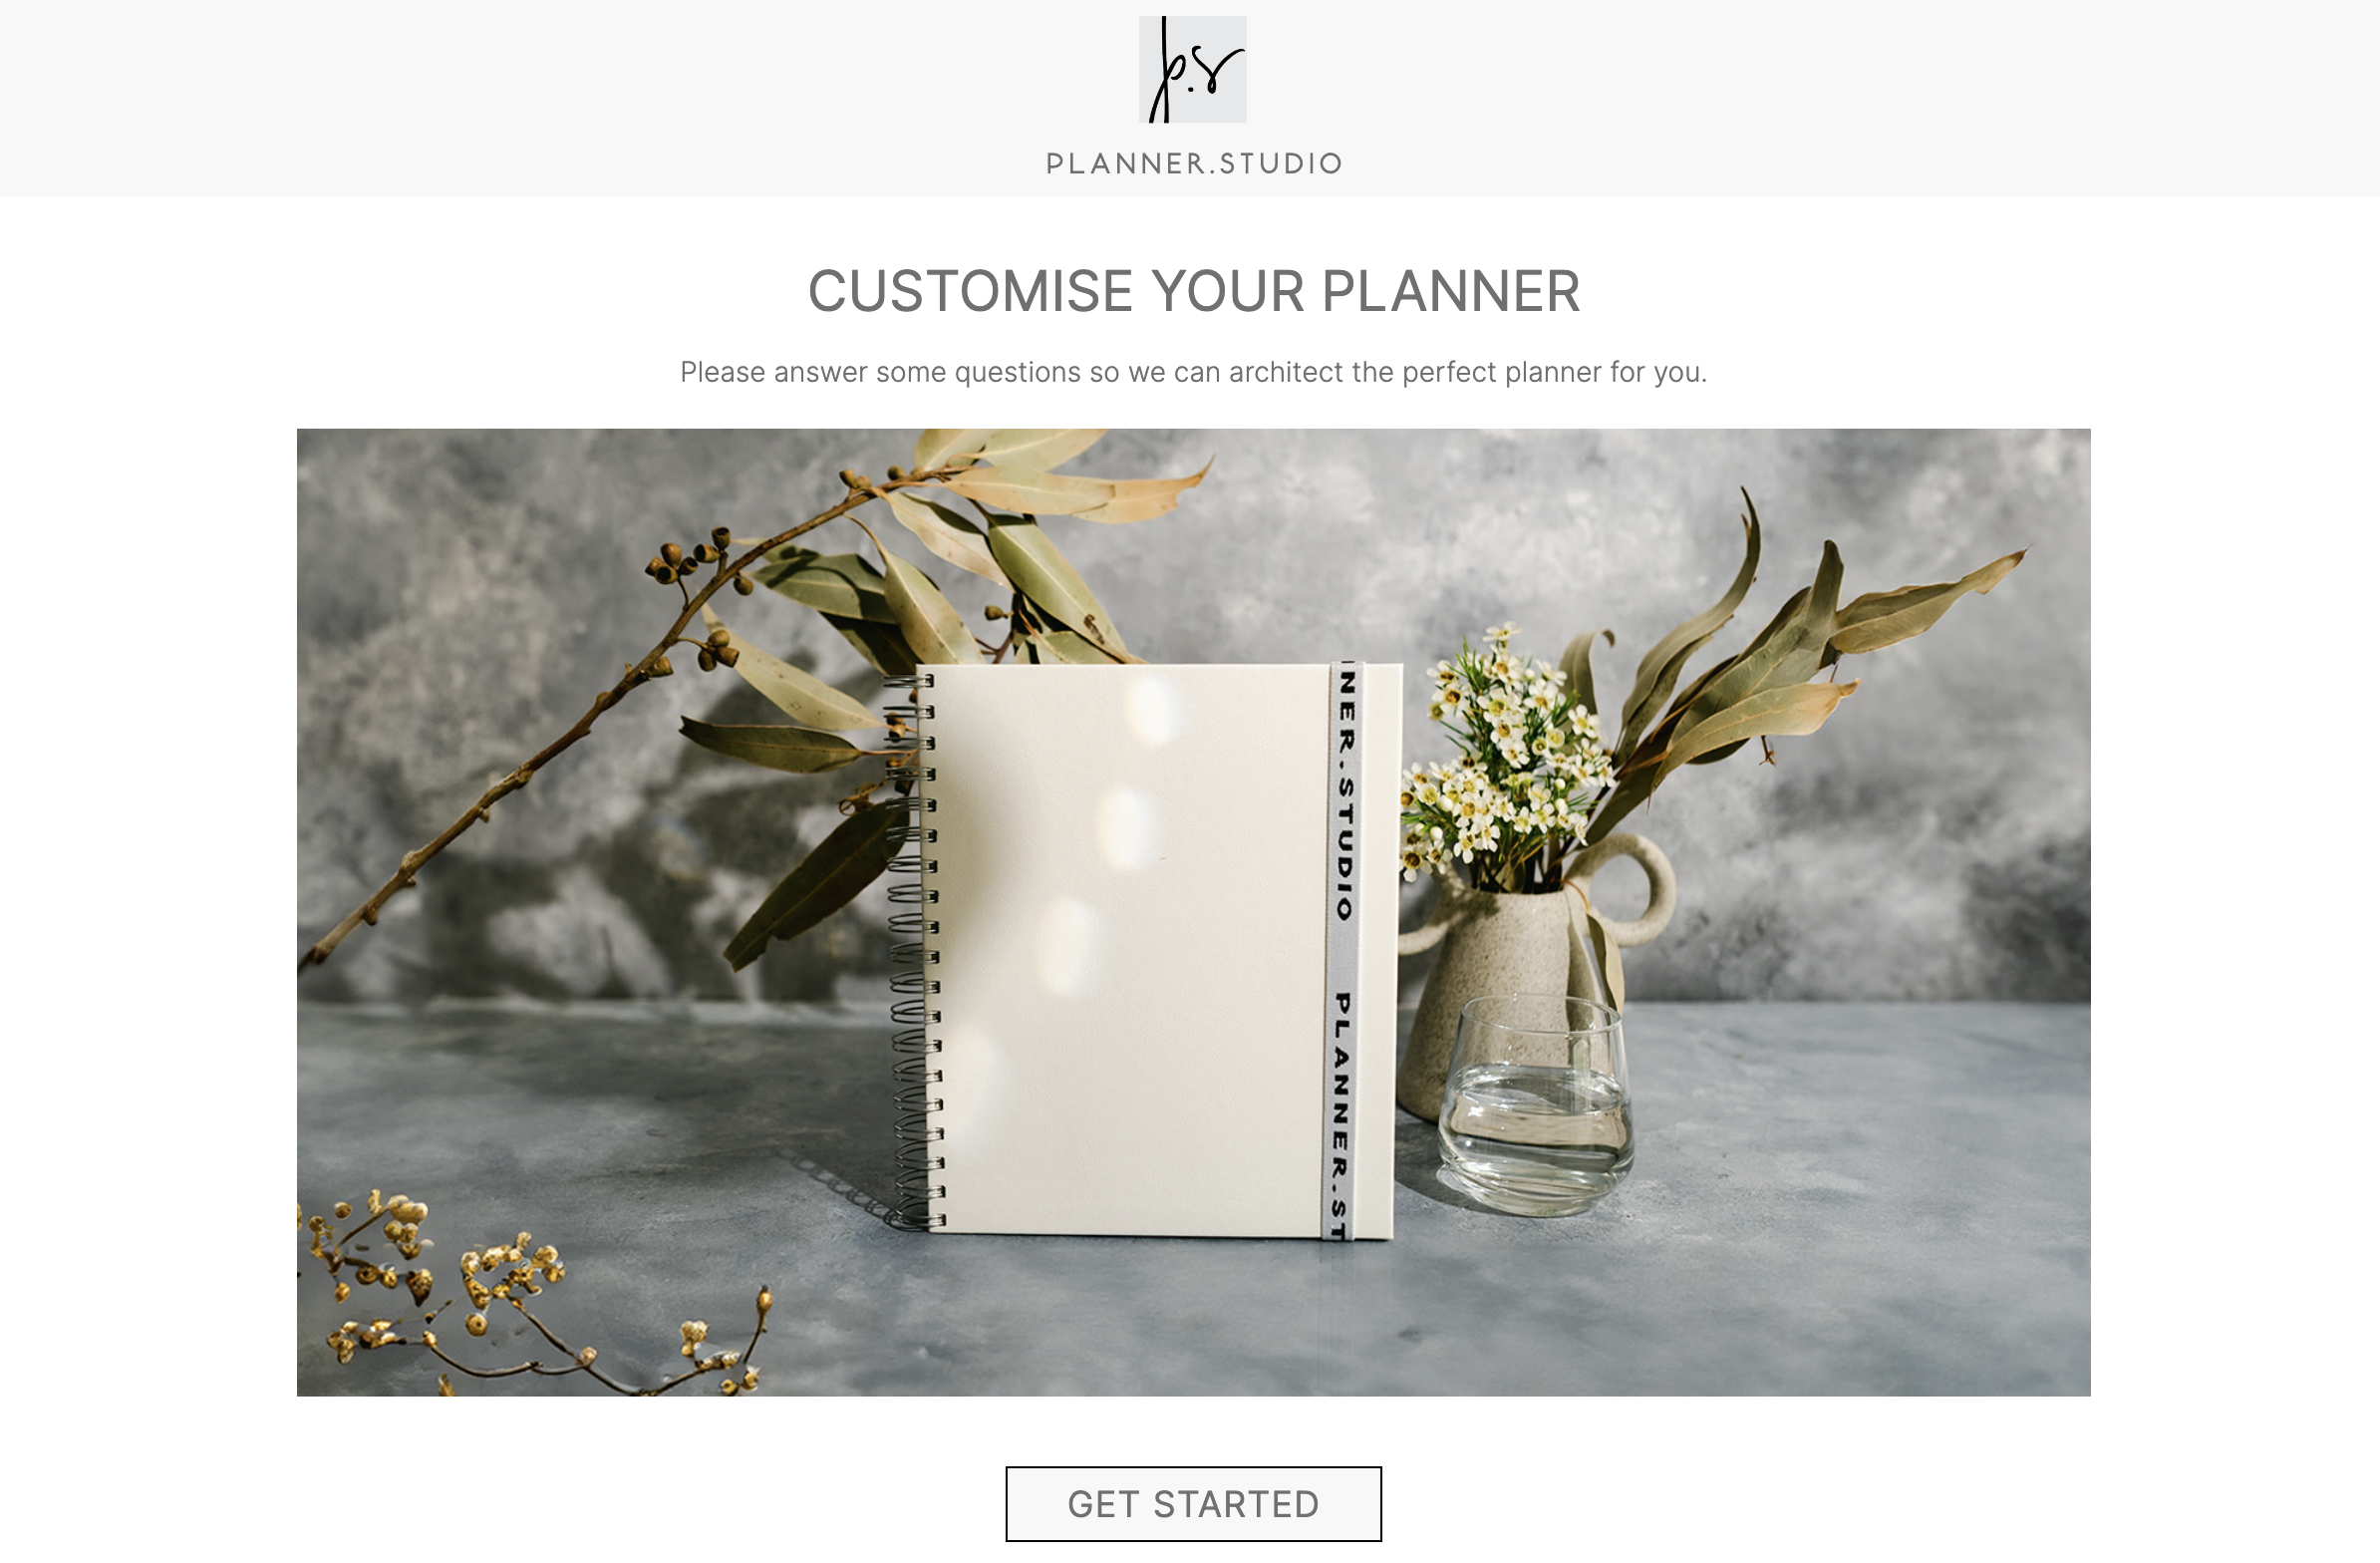 p.s
PLANNER.STUDIO
CUSTOMISE YOUR PLANNER
Please answer some questions so we can architect the perfect planner for you.
NER.STUDIO PLANNER.ST
GET STARTED